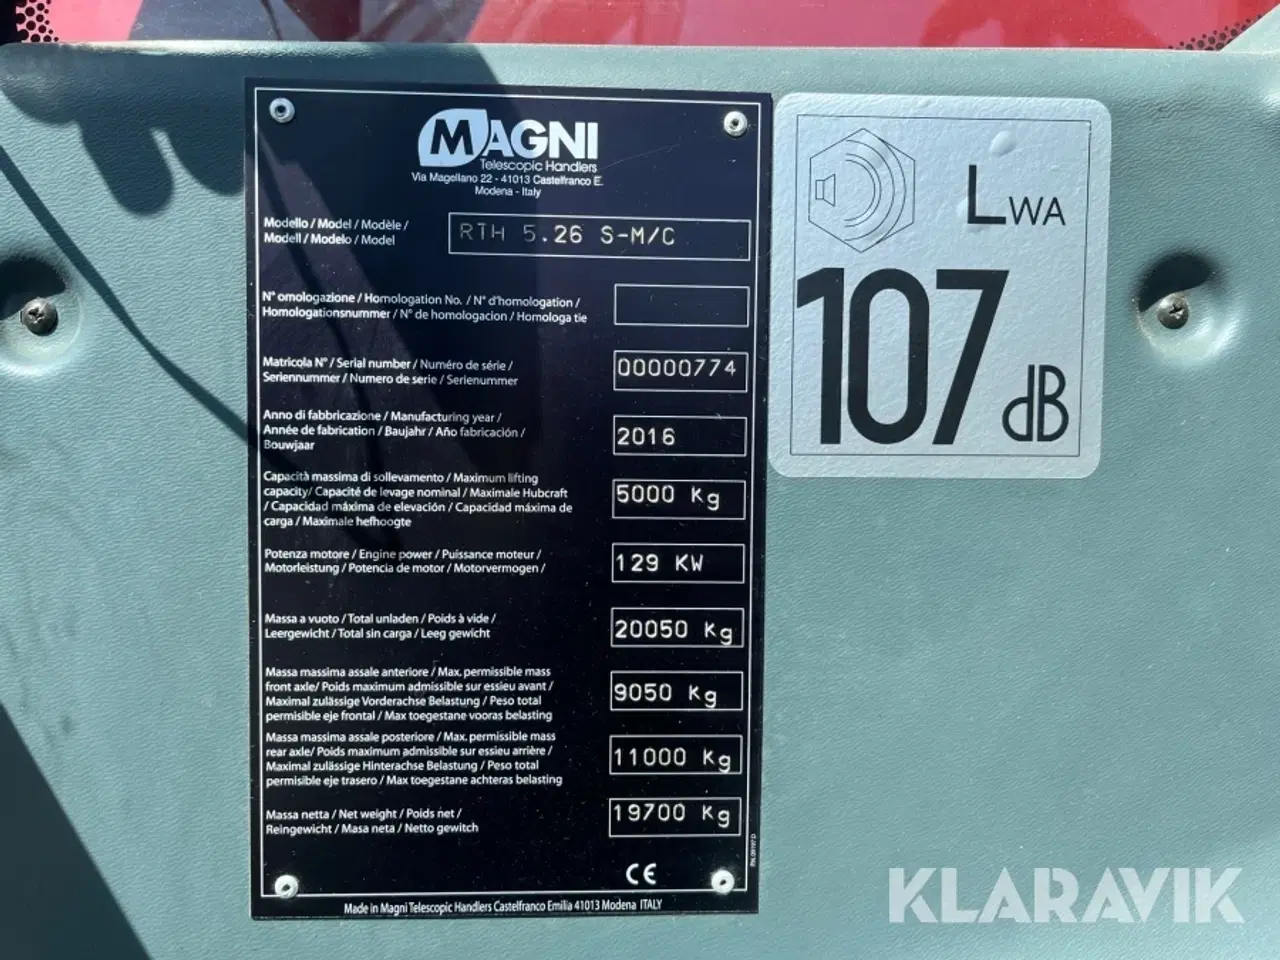 MAGNI
Telescopic Handlers
Via Magellano 22 - 41013 Castelfranco E.
Modena - Italy
Modello / Model / Modèle /
Modell / Modelo / Model
RTH 5.26 S-M/C
N° omologazione / Homologation No. / N° d'homologation /
Homologationsnummer / N° de homologacion / Homologa tie
Matricola N° / Serial number / Numéro de série /
Seriennummer / Numero de serie / Serienummer
00000774
Anno di fabbricazione / Manufacturing year /
Année de fabrication / Baujahr / Año fabricación /
Bouwjaar
2016
Capacità massima di sollevamento / Maximum lifting
capacity/ Capacité de levage nominal / Maximale Hubcraft
/ Capacidad máxima de elevación / Capacidad máxima de
carga / Maximale hefhoogte
5000 Kg
Potenza motore / Engine power / Puissance moteur /
Motorleistung / Potencia de motor / Motorvermogen /
129 KW
Massa a vuoto / Total unladen / Poids à vide /
Leergewicht / Total sin carga / Leeg gewicht
20050 Kg
Massa massima assale anteriore / Max. permissible mass
front axle/ Poids maximum admissible sur essieu avant /
Maximal zulässige Vorderachse Belastung / Peso total
permisible eje frontal / Max toegestane vooras belasting
9050 Kg
Massa massima assale posteriore / Max. permissible mass
rear axle/ Poids maximum admissible sur essieu arrière /
Maximal zulässige Hinterachse Belastung / Peso total
permisible eje trasero / Max toegestane achteras belasting
11000 Kg
Massa netta / Net weight / Poids net /
Reingewicht / Masa neta / Netto gewitch
19700 Kg
CE
Made in Magni Telescopic Handlers Castelfranco Emilia 41013 Modena ITALY
LWA
107
dB
KLARAVIK